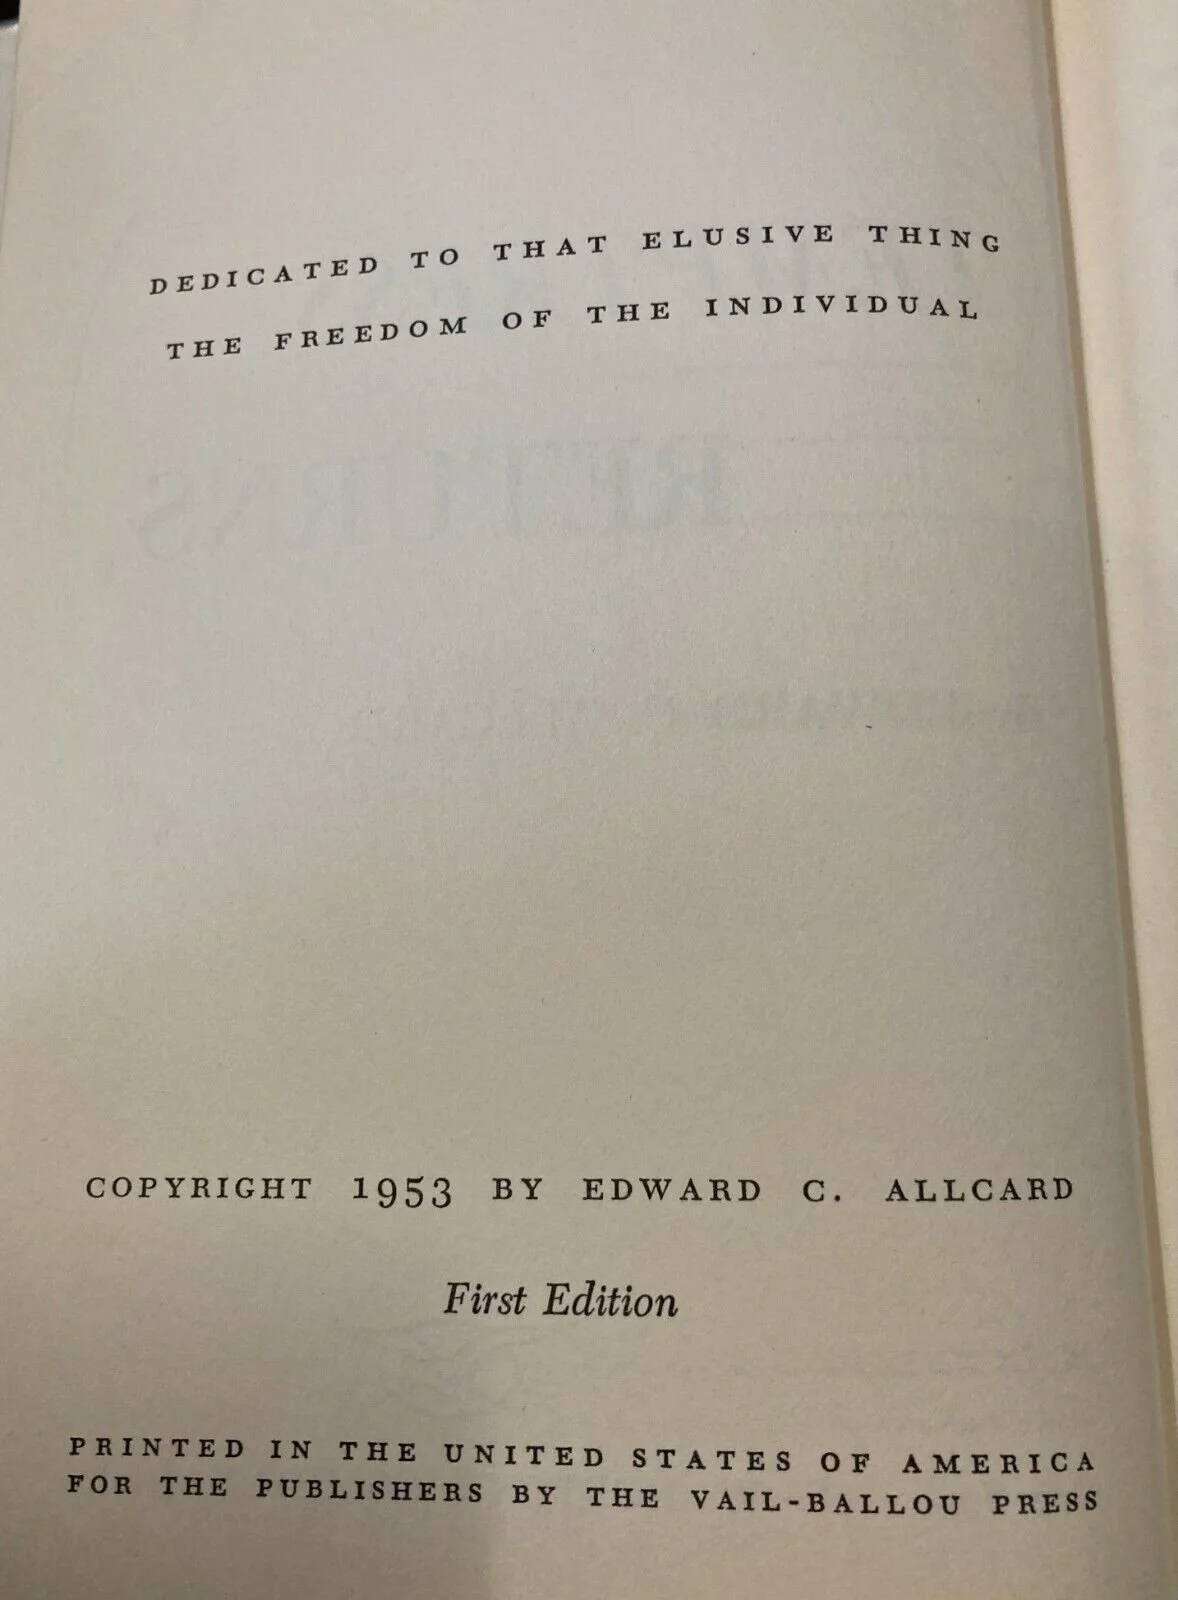 DEDICATED TO THAT ELUSIVE THING
THE FREEDOM OF THE INDIVIDUAL
RETURNS
COPYRIGHT 1953 BY EDWARD C. ALLCARD
First Edition
PRINTED IN THE UNITED STATES OF AMERICA
FOR THE PUBLISHERS BY THE VAIL-BALLOU PRESS